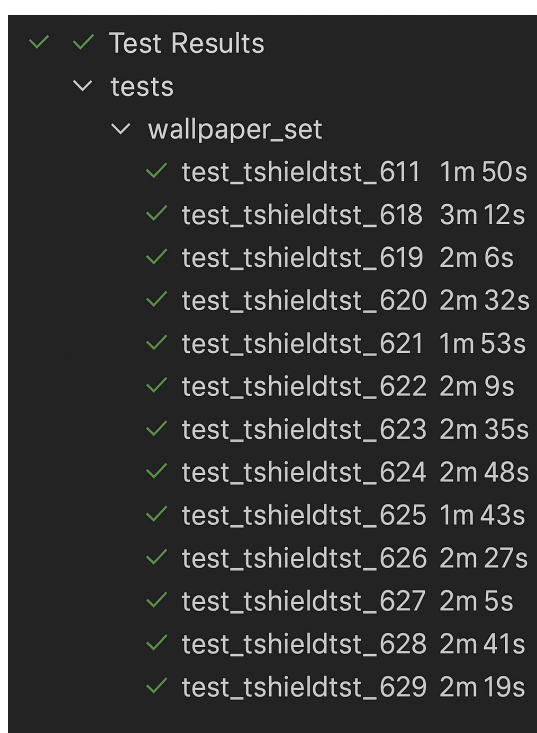 Test Results
tests
wallpaper_set
test_tshieldtst_611 1m 50s
test_tshieldtst_618 3m 12s
test_tshieldtst_619 2m 6s
test_tshieldtst_620 2m 32s
test_tshieldtst_621 1m 53s
test_tshieldtst_622 2m 9s
test_tshieldtst_623 2m 35s
test_tshieldtst_624 2m 48s
test_tshieldtst_625 1m 43s
test_tshieldtst_626 2m 27s
test_tshieldtst_627 2m 5s
test_tshieldtst_628 2m 41s
test_tshieldtst_629 2m 19s